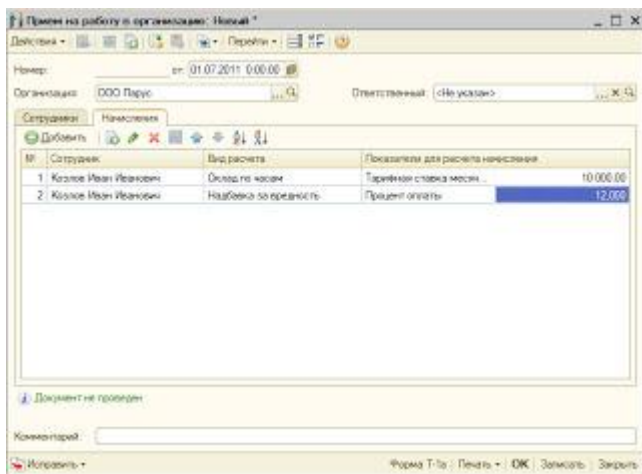 Прием на работу в организацию: Новый *
Действия Перейти
Номер: от: 01.07.2011 0:00:00
Организация: ООО Парус Ответственный: <Не указан>
Сотрудники Начисления
Добавить
№ Сотрудник Вид расчета Показатели для расчета начисления
1 Козлов Иван Иванович Оклад по часам Тарифная ставка месяч... 10 000,00
2 Козлов Иван Иванович Надбавка за вредность Процент оплаты 12,000
Документ не проведен
Комментарий:
Исправить Форма Т-1а Печать OK Записать Закрыть